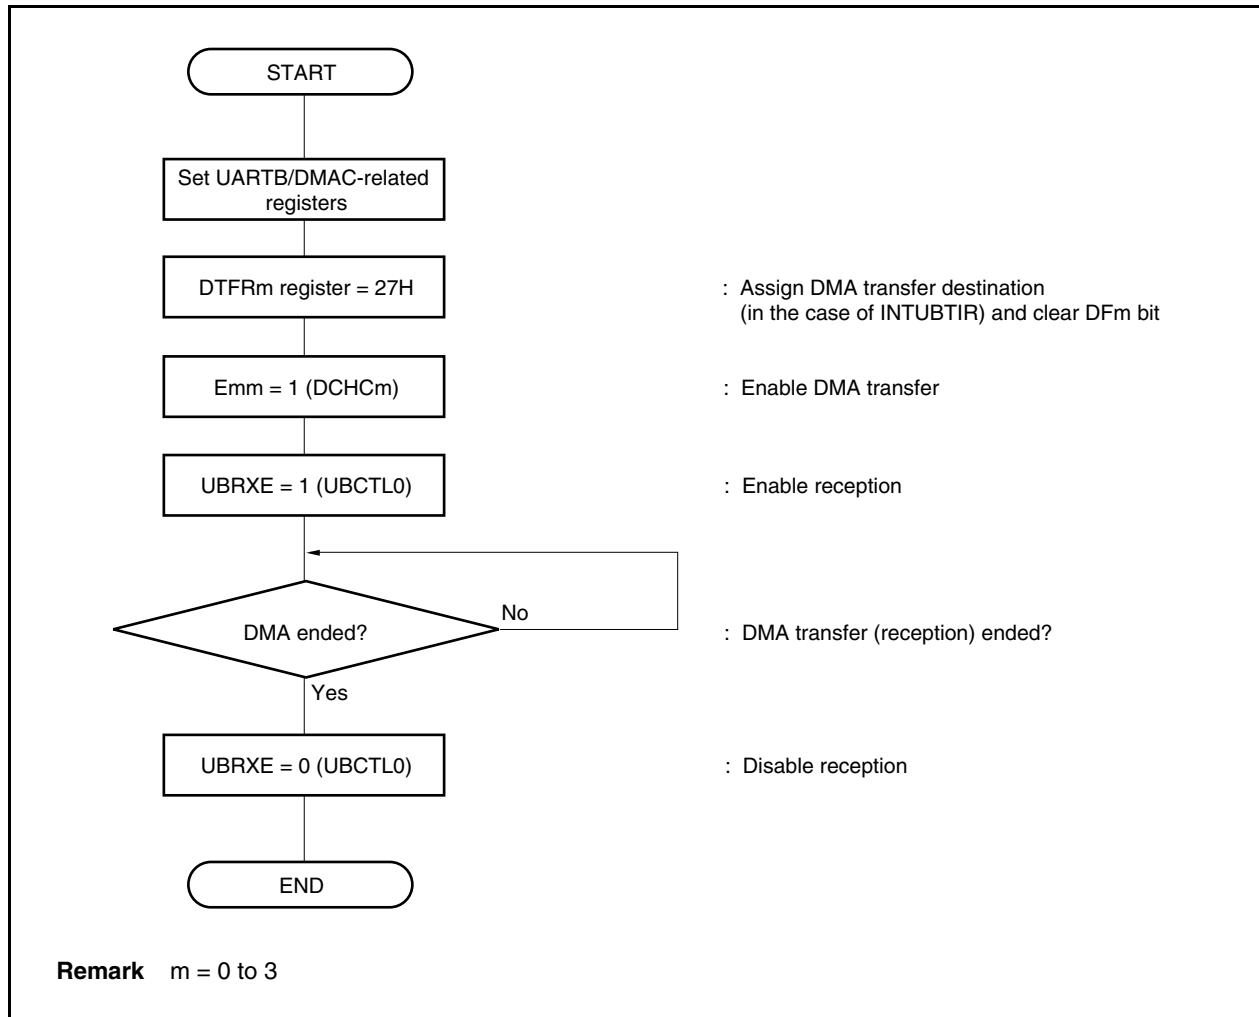 START
Set UARTB/DMAC-related
registers
DTFRm register = 27H
: Assign DMA transfer destination
(in the case of INTUBTIR) and clear DFm bit
Emm = 1 (DCHCm)
: Enable DMA transfer
UBRXE = 1 (UBCTL0)
: Enable reception
DMA ended?
No
: DMA transfer (reception) ended?
Yes
UBRXE = 0 (UBCTL0)
: Disable reception
END
Remark m = 0 to 3